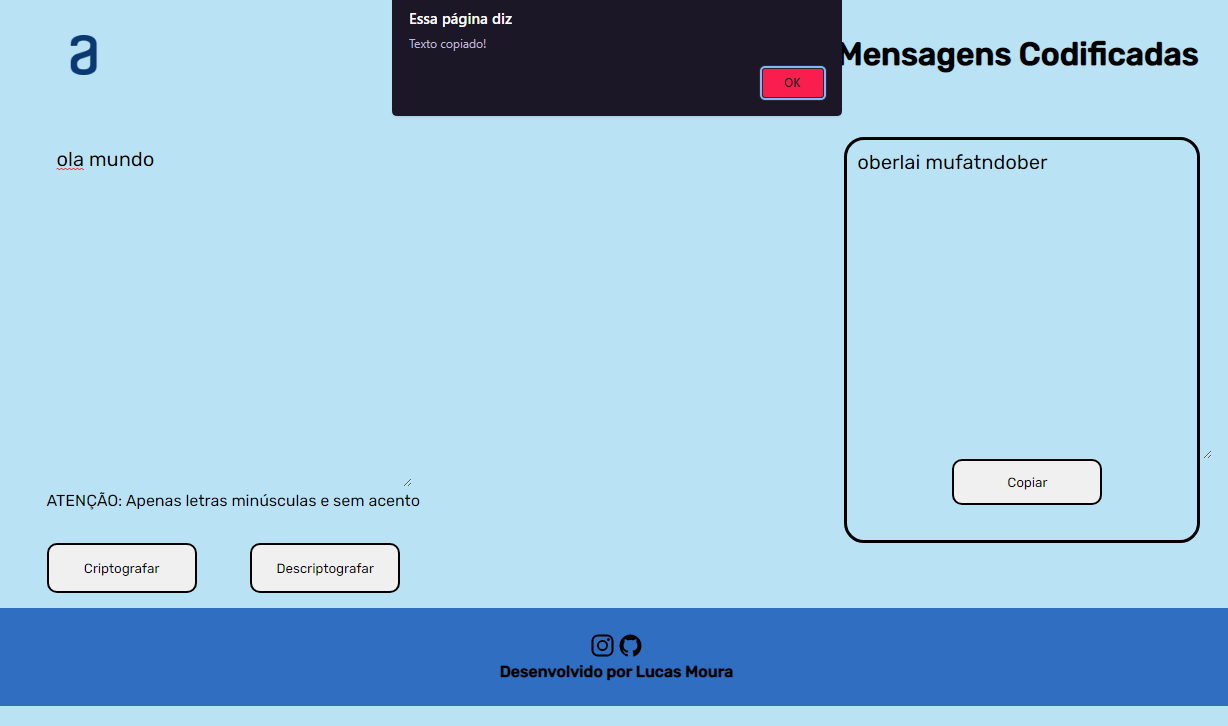 Essa página diz
Texto copiado!
OK
a
Mensagens Codificadas
ola mundo
oberlai mufatndober
Copiar
ATENÇÃO: Apenas letras minúsculas e sem acento
Criptografar
Descriptografar
Desenvolvido por Lucas Moura